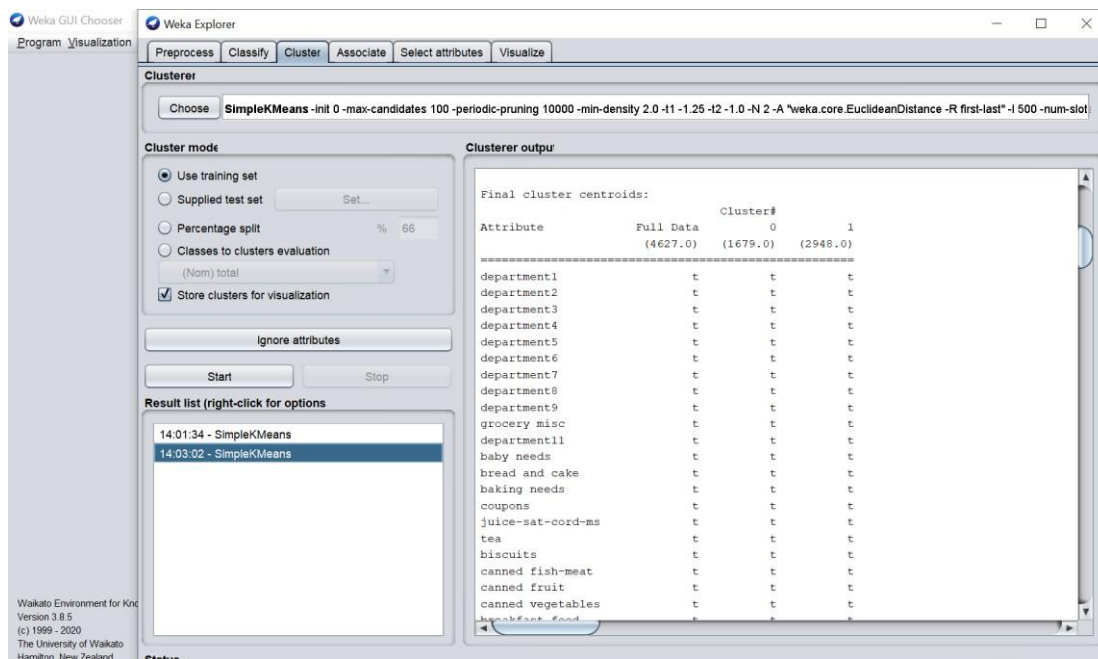 Weka GUI Chooser
Program Visualization
Weka Explorer
Preprocess Classify Cluster Associate Select attributes Visualize
Clusterer
Choose SimpleKMeans -init 0 -max-candidates 100 -periodic-pruning 10000 -min-density 2.0 -t1 -1.25 -t2 -1.0 -N 2 -A "weka.core.EuclideanDistance -R first-last" -I 500 -num-slot
Cluster mode
Use training set
Supplied test set Set...
Percentage split % 66
Classes to clusters evaluation
(Nom) total
Store clusters for visualization
Ignore attributes
Start Stop
Result list (right-click for options
14:01:34 - SimpleKMeans
14:03:02 - SimpleKMeans
Clusterer output
Final cluster centroids:
Cluster#
Attribute Full Data 0 1
(4627.0) (1679.0) (2948.0)
==================================================
department1 t t t
department2 t t t
department3 t t t
department4 t t t
department5 t t t
department6 t t t
department7 t t t
department8 t t t
department9 t t t
grocery misc t t t
department11 t t t
baby needs t t t
bread and cake t t t
baking needs t t t
coupons t t t
juice-sat-cord-ms t t t
tea t t t
biscuits t t t
canned fish-meat t t t
canned fruit t t t
canned vegetables t t t
breakfast food t t t
Waikato Environment for Kno
Version 3.8.5
(c) 1999 - 2020
The University of Waikato
Hamilton, New Zealand
Status